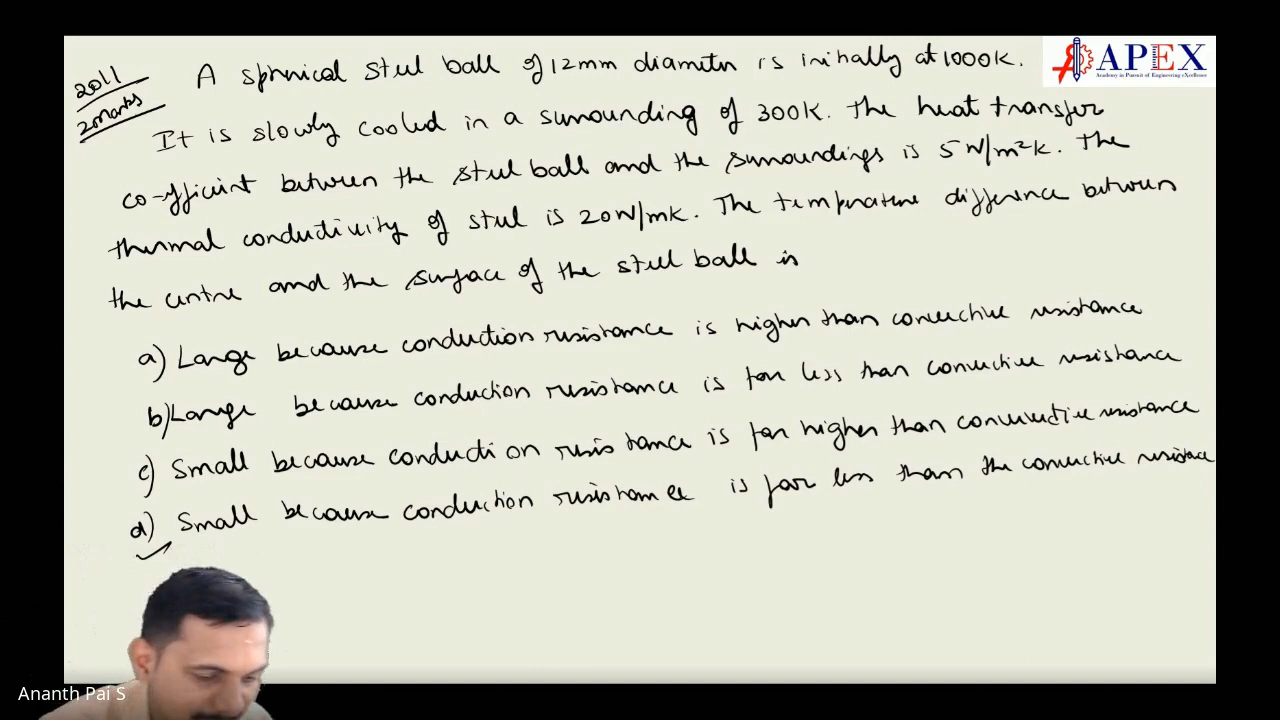 2011
2 marks
A spherical steel ball of 12mm diameter is initially at 1000K.
APEX
Academy in Pursuit of Engineering eXcellence
It is slowly cooled in a surrounding of 300K. The heat transfer
co-efficient between the steel ball and the surroundings is 5 W/m²K. The
thermal conductivity of steel is 20W/mK. The temperature difference between
the centre and the surface of the steel ball is
a) Large because conduction resistance is higher than convective resistance
b) Large because conduction resistance is far less than convective resistance
c) Small because conduction resistance is far higher than convective resistance
d) Small because conduction resistance is far less than the convective resistance
Ananth Pai S